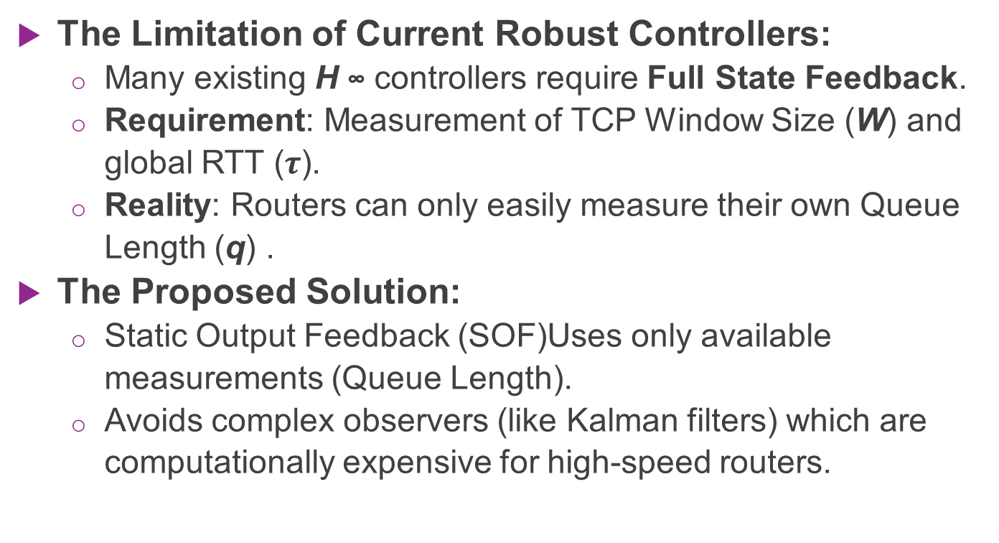 The Limitation of Current Robust Controllers:
Many existing H ∞ controllers require Full State Feedback.
Requirement: Measurement of TCP Window Size (W) and
global RTT (τ).
Reality: Routers can only easily measure their own Queue
Length (q) .
The Proposed Solution:
Static Output Feedback (SOF)Uses only available
measurements (Queue Length).
Avoids complex observers (like Kalman filters) which are
computationally expensive for high-speed routers.